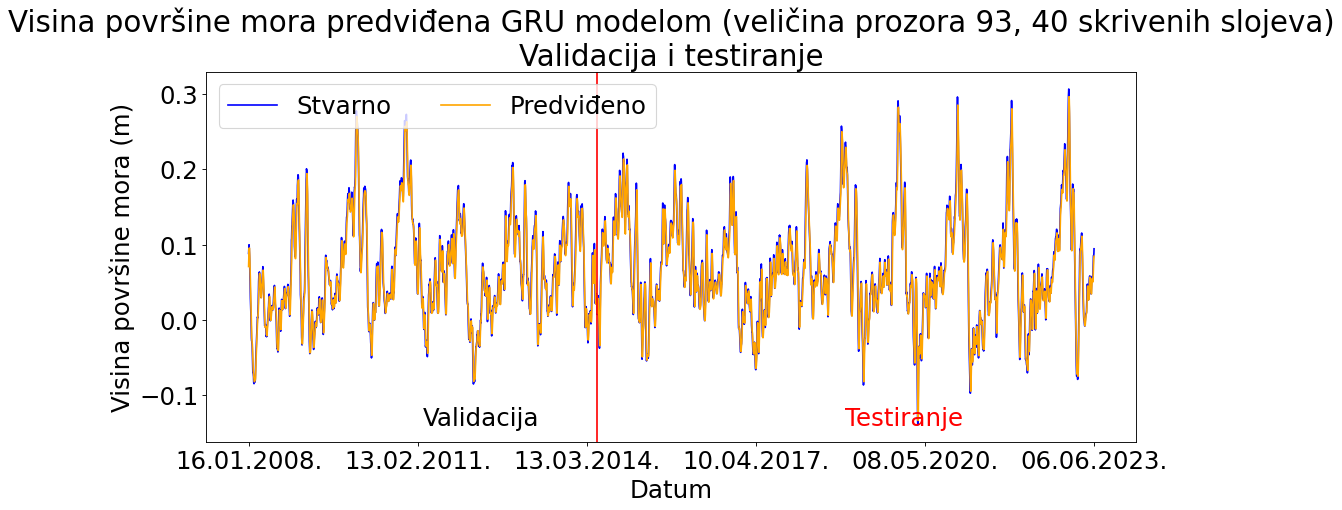 Visina površine mora predviđena GRU modelom (veličina prozora 93, 40 skrivenih slojeva)
Validacija i testiranje
Stvarno Predviđeno
Visina površine mora (m)
0.3
0.2
0.1
0.0
−0.1
Validacija Testiranje
16.01.2008. 13.02.2011. 13.03.2014. 10.04.2017. 08.05.2020. 06.06.2023.
Datum